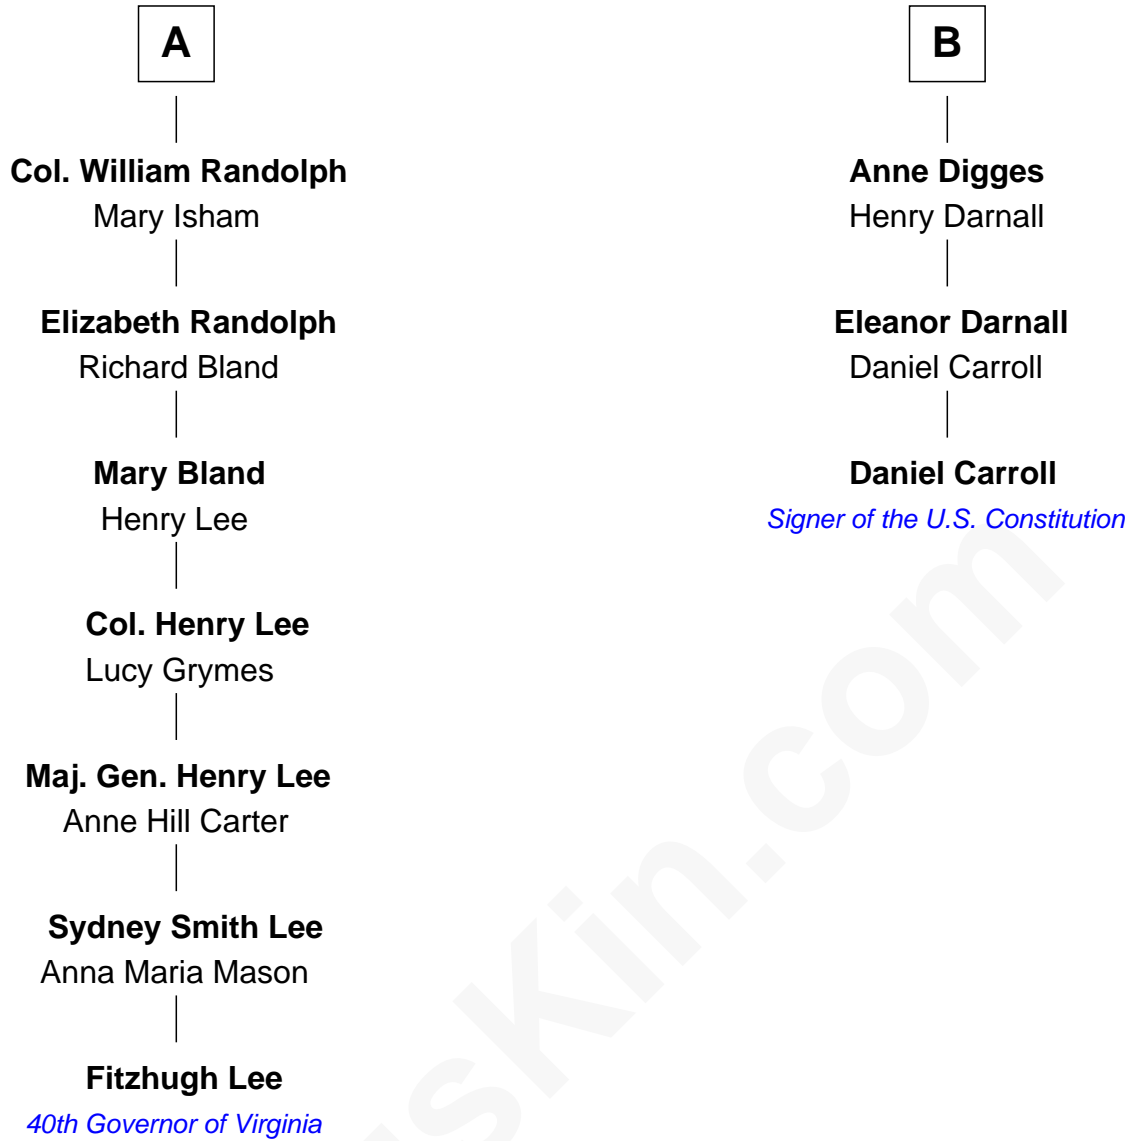 A
Col. William Randolph
Mary Isham
Elizabeth Randolph
Richard Bland
Mary Bland
Henry Lee
Col. Henry Lee
Lucy Grymes
Maj. Gen. Henry Lee
Anne Hill Carter
Sydney Smith Lee
Anna Maria Mason
Fitzhugh Lee
40th Governor of Virginia
B
Anne Digges
Henry Darnall
Eleanor Darnall
Daniel Carroll
Daniel Carroll
Signer of the U.S. Constitution
sKin.com